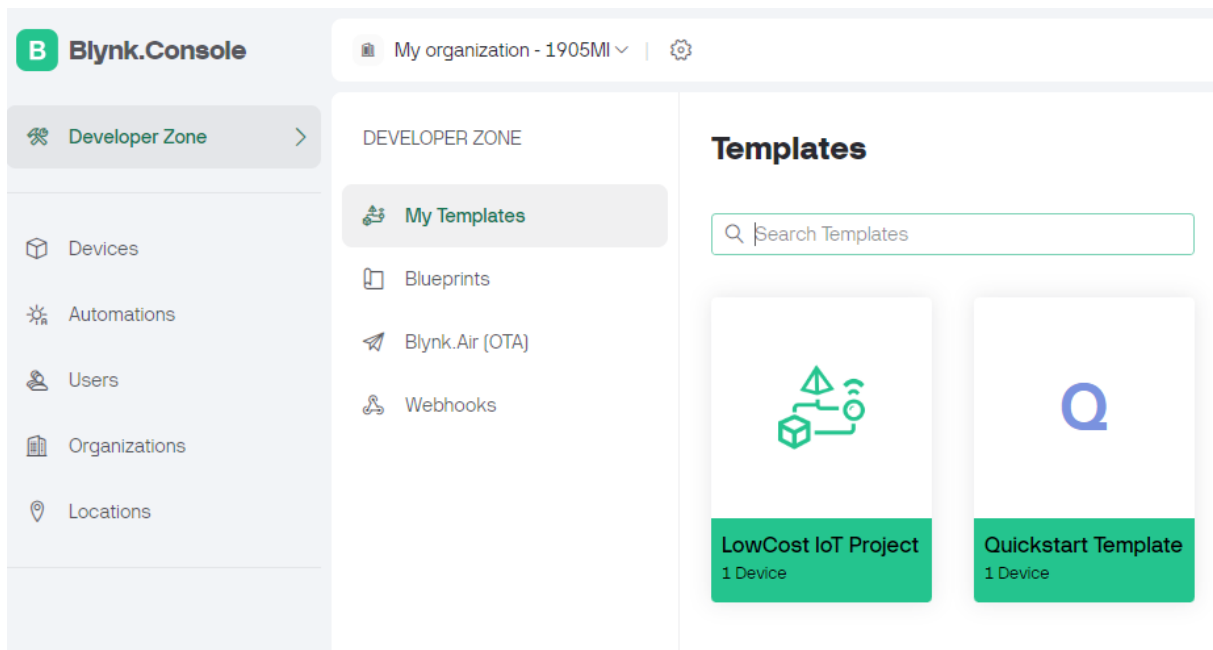 B Blynk.Console
My organization - 1905MI
Developer Zone
Devices
Automations
Users
Organizations
Locations
DEVELOPER ZONE
My Templates
Blueprints
Blynk.Air (OTA)
Webhooks
Templates
Search Templates
LowCost IoT Project
1 Device
Q
Quickstart Template
1 Device